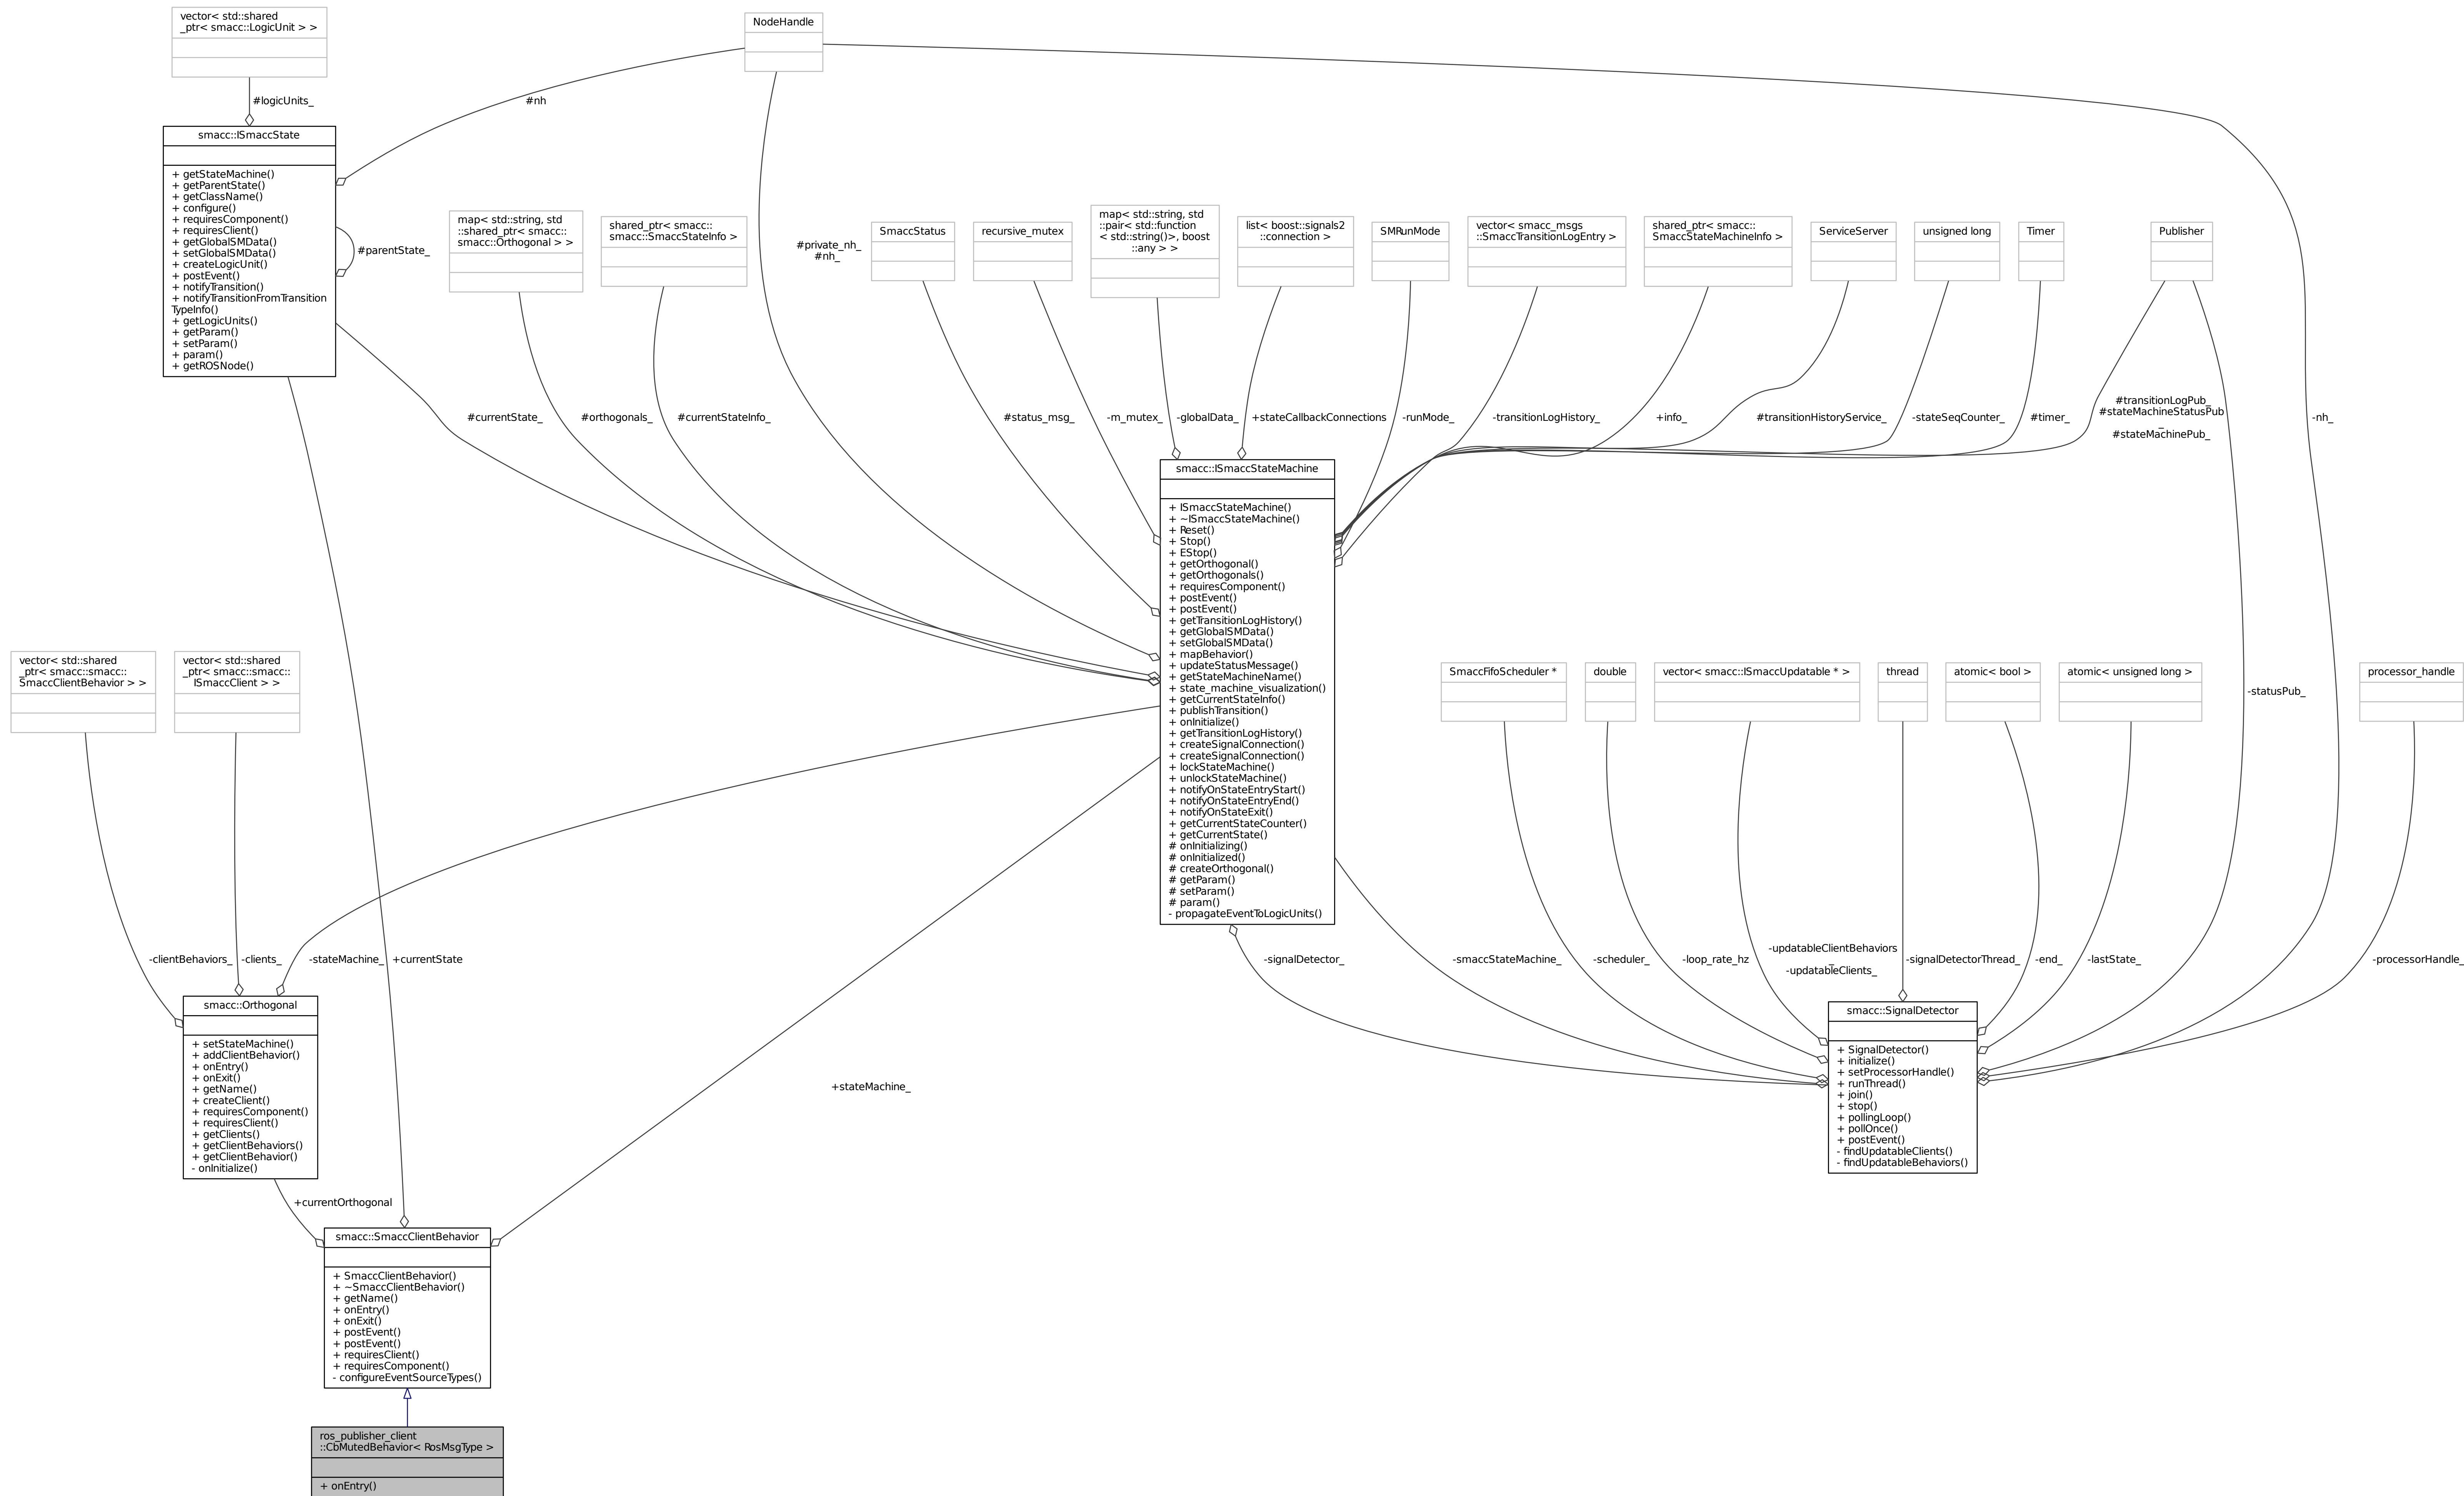 vector< std::shared
_ptr< smacc::LogicUnit > >
NodeHandle
#logicUnits_
#nh
smacc::ISmaccState
+ getStateMachine()
+ getParentState()
+ getClassName()
+ configure()
+ requiresComponent()
+ requiresClient()
+ getGlobalSMData()
+ setGlobalSMData()
+ createLogicUnit()
+ postEvent()
+ notifyTransition()
+ notifyTransitionFromTransition
TypeInfo()
+ getLogicUnits()
+ getParam()
+ setParam()
+ param()
+ getROSNode()
#parentState_
map< std::string, std
::shared_ptr< smacc::
smacc::Orthogonal > >
shared_ptr< smacc::
smacc::SmaccStateInfo >
#private_nh_
#nh_
SmaccStatus
recursive_mutex
map< std::string, std
::pair< std::function
< std::string()>, boost
::any > >
list< boost::signals2
::connection >
SMRunMode
vector< smacc_msgs
::SmaccTransitionLogEntry >
shared_ptr< smacc::
SmaccStateMachineInfo >
ServiceServer
unsigned long
Timer
Publisher
#currentState_
#orthogonals_
#currentStateInfo_
#status_msg_
-m_mutex_
-globalData_
+stateCallbackConnections
-runMode_
-transitionLogHistory_
+info_
#transitionHistoryService_
-stateSeqCounter_
#timer_
#transitionLogPub_
#stateMachineStatusPub
_
#stateMachinePub_
-nh_
smacc::ISmaccStateMachine
+ ISmaccStateMachine()
+ ~ISmaccStateMachine()
+ Reset()
+ Stop()
+ EStop()
+ getOrthogonal()
+ getOrthogonals()
+ requiresComponent()
+ postEvent()
+ postEvent()
+ getTransitionLogHistory()
+ getGlobalSMData()
+ setGlobalSMData()
+ mapBehavior()
+ updateStatusMessage()
+ getStateMachineName()
+ state_machine_visualization()
+ getCurrentStateInfo()
+ publishTransition()
+ onInitialize()
+ getTransitionLogHistory()
+ createSignalConnection()
+ createSignalConnection()
+ lockStateMachine()
+ unlockStateMachine()
+ notifyOnStateEntryStart()
+ notifyOnStateEntryEnd()
+ notifyOnStateExit()
+ getCurrentStateCounter()
+ getCurrentState()
# onInitializing()
# onInitialized()
# createOrthogonal()
# getParam()
# setParam()
# param()
- propagateEventToLogicUnits()
vector< std::shared
_ptr< smacc::smacc::
SmaccClientBehavior > >
vector< std::shared
_ptr< smacc::smacc::
ISmaccClient > >
SmaccFifoScheduler *
double
vector< smacc::ISmaccUpdatable * >
thread
atomic< bool >
atomic< unsigned long >
-statusPub_
processor_handle
-clientBehaviors_
-clients_
-stateMachine_
+currentState
-signalDetector_
-smaccStateMachine_
-scheduler_
-loop_rate_hz
-updatableClientBehaviors
_
-updatableClients_
-signalDetectorThread_
-end_
-lastState_
-processorHandle_
smacc::Orthogonal
+ setStateMachine()
+ addClientBehavior()
+ onEntry()
+ onExit()
+ getName()
+ createClient()
+ requiresComponent()
+ requiresClient()
+ getClients()
+ getClientBehaviors()
+ getClientBehavior()
- onInitialize()
smacc::SignalDetector
+ SignalDetector()
+ initialize()
+ setProcessorHandle()
+ runThread()
+ join()
+ stop()
+ pollingLoop()
+ pollOnce()
+ postEvent()
- findUpdatableClients()
- findUpdatableBehaviors()
+stateMachine_
+currentOrthogonal
smacc::SmaccClientBehavior
+ SmaccClientBehavior()
+ ~SmaccClientBehavior()
+ getName()
+ onEntry()
+ onExit()
+ postEvent()
+ postEvent()
+ requiresClient()
+ requiresComponent()
- configureEventSourceTypes()
ros_publisher_client
::CbMutedBehavior< RosMsgType >
+ onEntry()